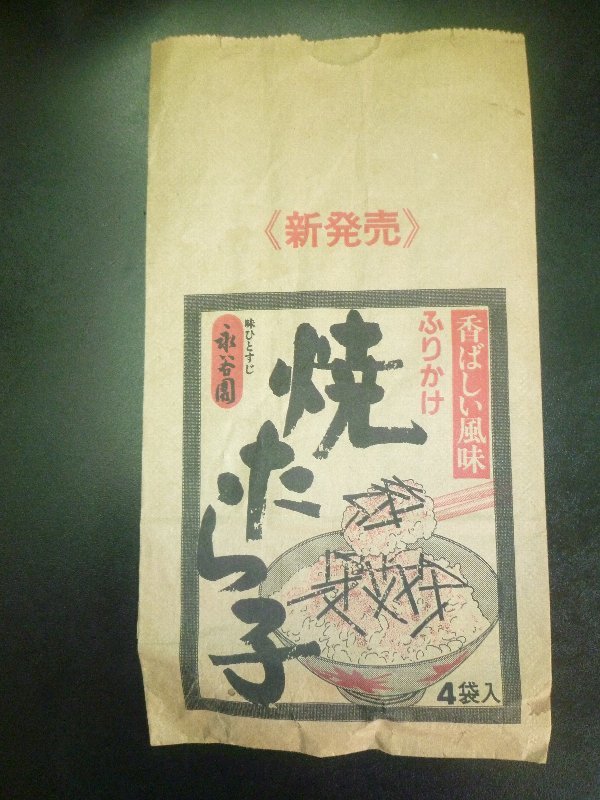 《新発売》
香ばしい風味
ふりかけ
焼たらこ子
味ひとすじ
永谷園
4袋入